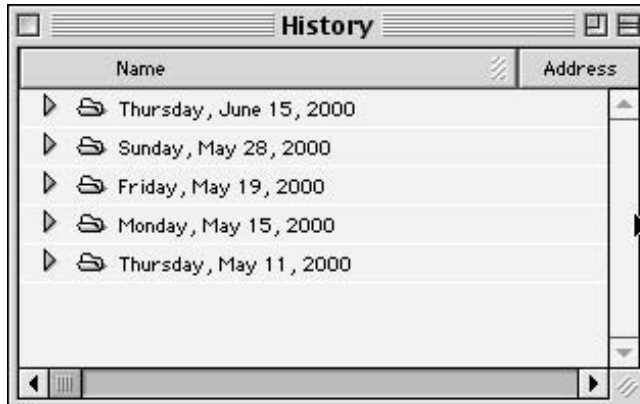 History
Name Address
Thursday, June 15, 2000
Sunday, May 28, 2000
Friday, May 19, 2000
Monday, May 15, 2000
Thursday, May 11, 2000